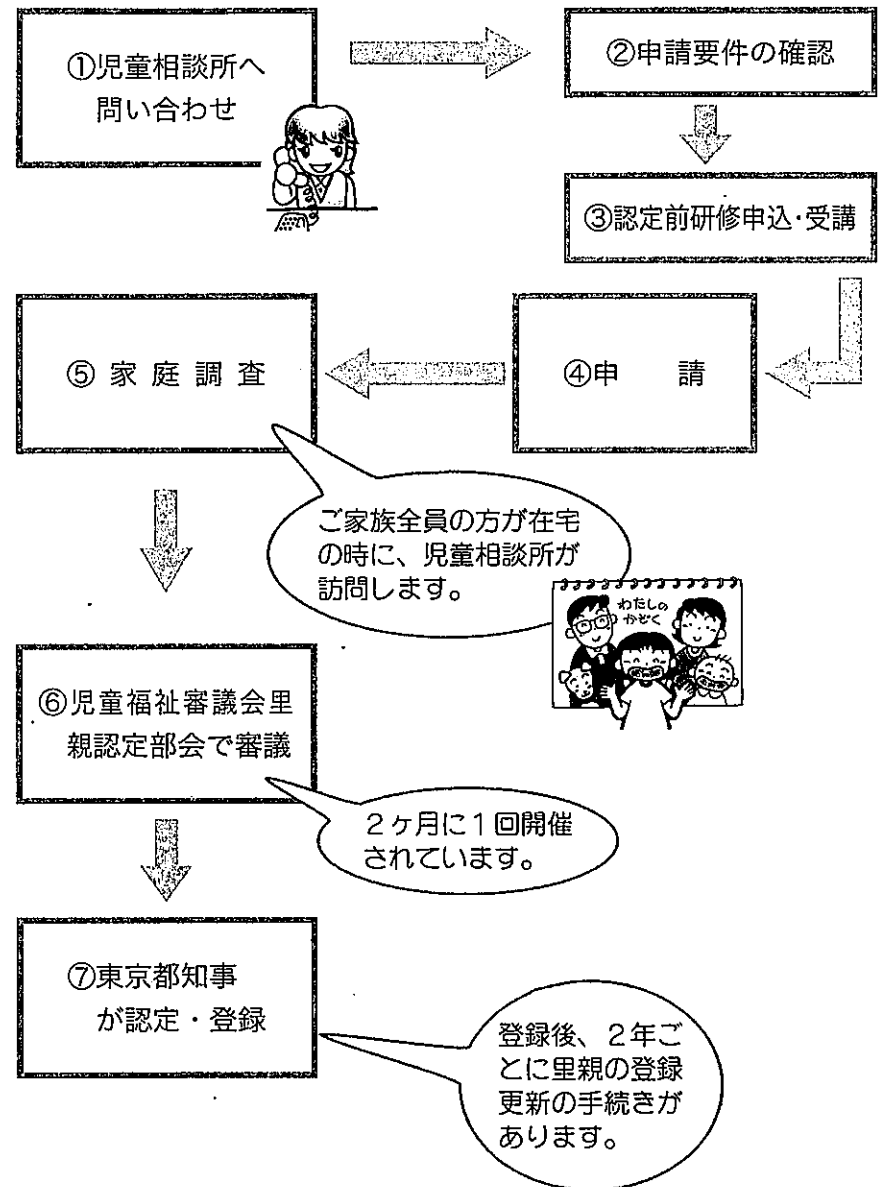 ①児童相談所へ
問い合わせ
②申請要件の確認
③認定前研修申込・受講
④申　　請
⑤ 家 庭 調 査
ご家族全員の方が在宅
の時に、児童相談所が
訪問します。
わたしの
かぞく
⑥児童福祉審議会里
親認定部会で審議
２ヶ月に１回開催
されています。
⑦東京都知事
が認定・登録
登録後、２年ご
とに里親の登録
更新の手続きが
あります。